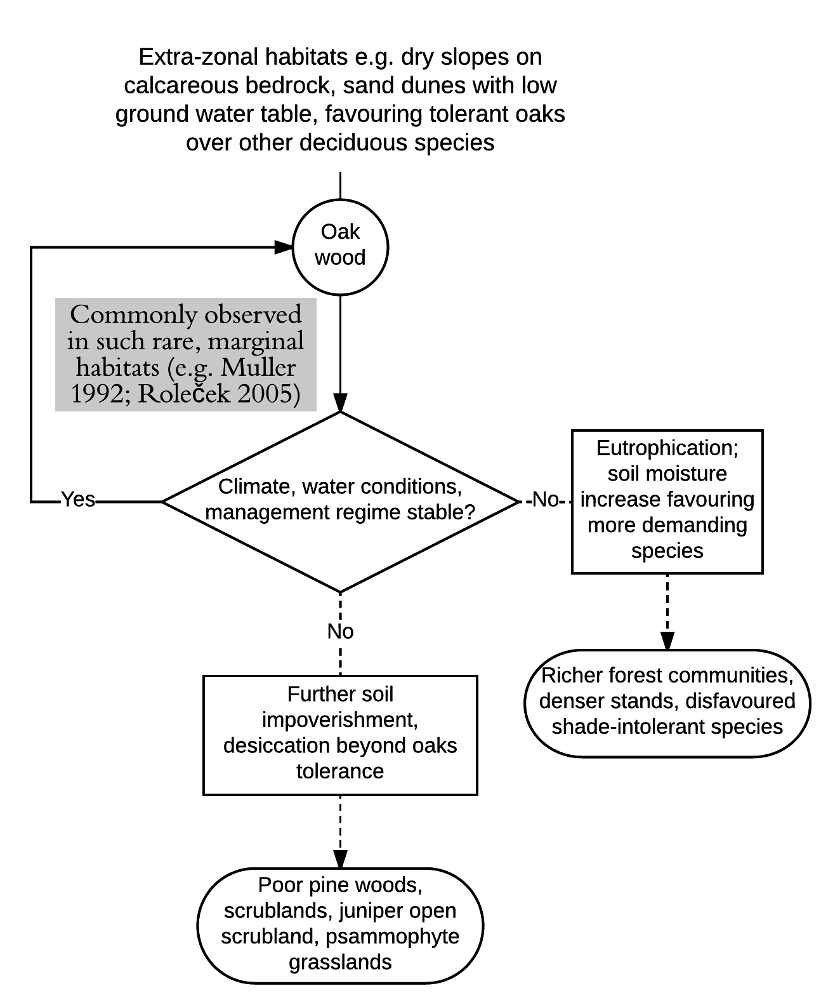 Extra-zonal habitats e.g. dry slopes on
calcareous bedrock, sand dunes with low
ground water table, favouring tolerant oaks
over other deciduous species
Oak
wood
Commonly observed
in such rare, marginal
habitats (e.g. Muller
1992; Roleček 2005)
Climate, water conditions,
management regime stable?
Yes
No
Eutrophication;
soil moisture
increase favouring
more demanding
species
No
Richer forest communities,
denser stands, disfavoured
shade-intolerant species
Further soil
impoverishment,
desiccation beyond oaks
tolerance
Poor pine woods,
scrublands, juniper open
scrubland, psammophyte
grasslands